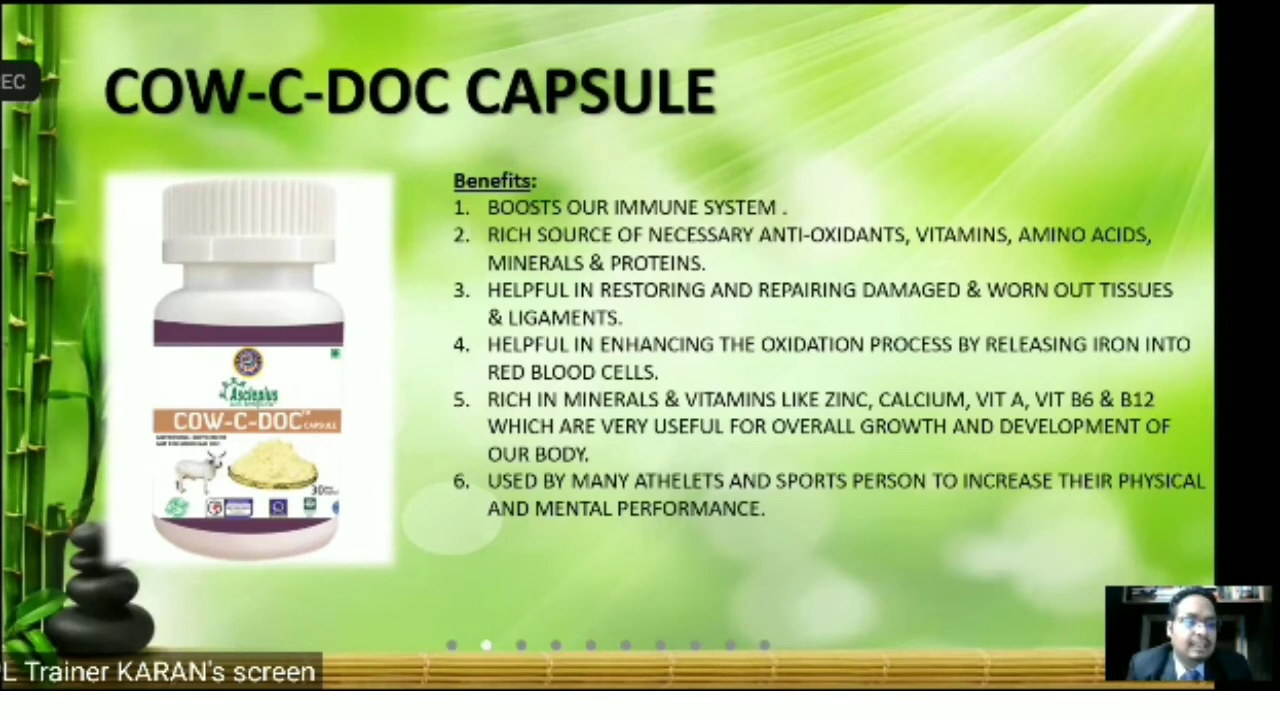 EC
COW-C-DOC CAPSULE
Benefits:
1. BOOSTS OUR IMMUNE SYSTEM .
2. RICH SOURCE OF NECESSARY ANTI-OXIDANTS, VITAMINS, AMINO ACIDS,
MINERALS & PROTEINS.
3. HELPFUL IN RESTORING AND REPAIRING DAMAGED & WORN OUT TISSUES
& LIGAMENTS.
4. HELPFUL IN ENHANCING THE OXIDATION PROCESS BY RELEASING IRON INTO
RED BLOOD CELLS.
5. RICH IN MINERALS & VITAMINS LIKE ZINC, CALCIUM, VIT A, VIT B6 & B12
WHICH ARE VERY USEFUL FOR OVERALL GROWTH AND DEVELOPMENT OF
OUR BODY.
6. USED BY MANY ATHELETS AND SPORTS PERSON TO INCREASE THEIR PHYSICAL
AND MENTAL PERFORMANCE.
Ascleplus
COW-C-DOC™ CAPSULE
30
L Trainer KARAN's screen